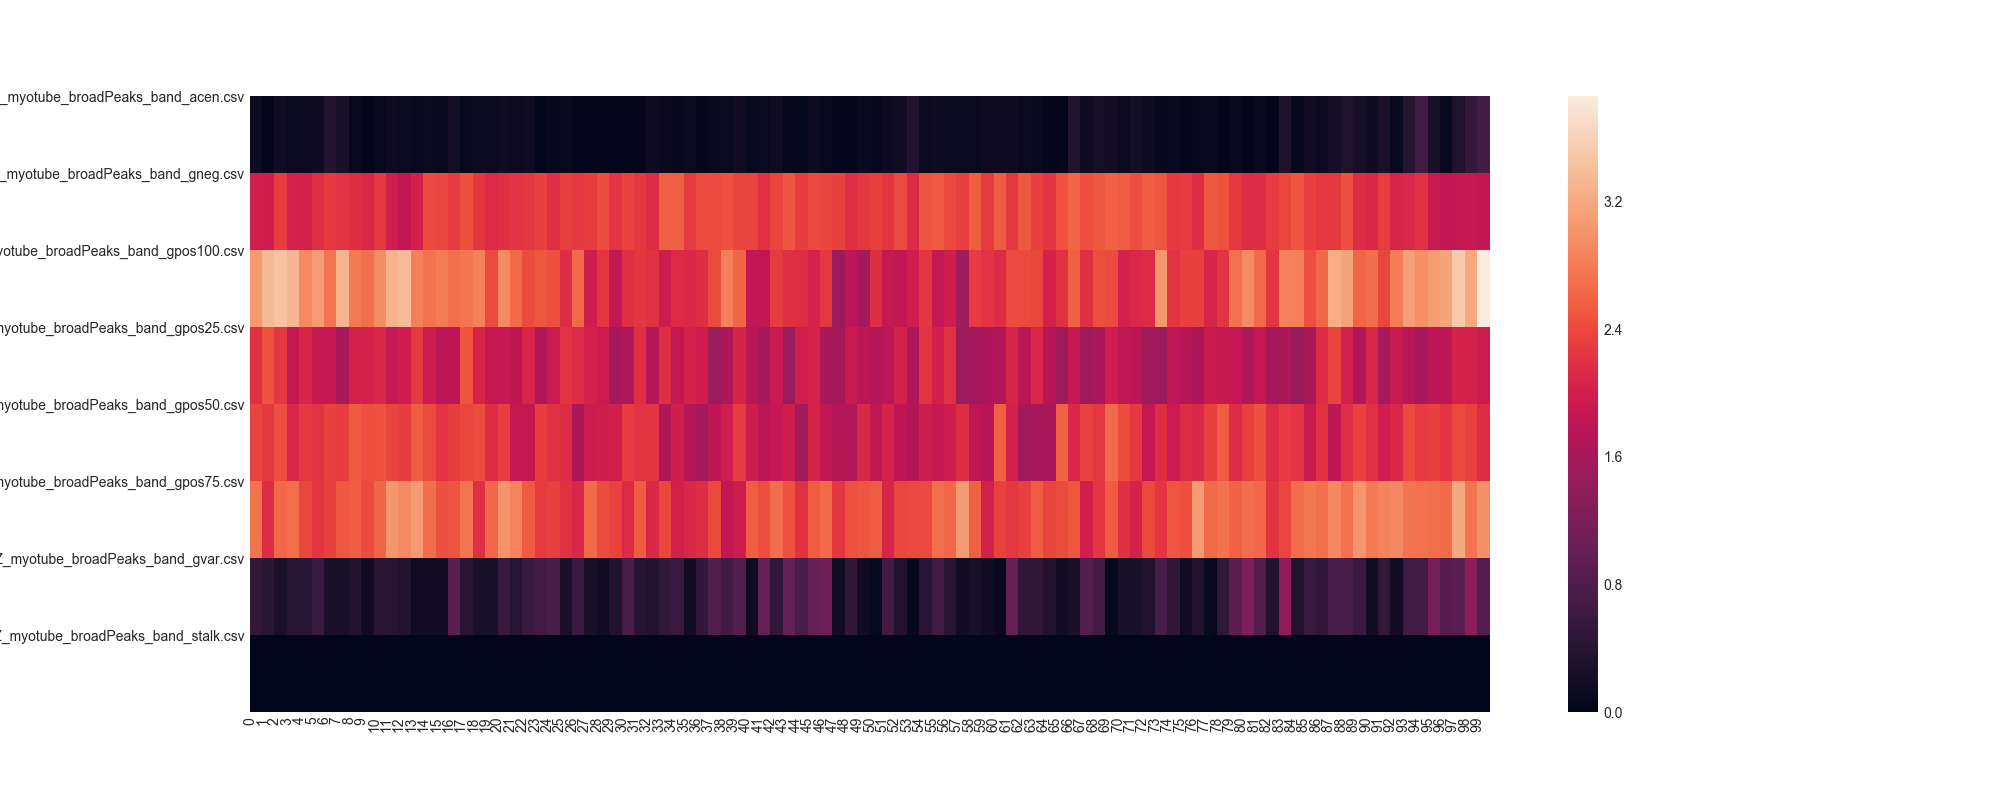 _myotube_broadPeaks_band_acen.csv
_myotube_broadPeaks_band_gneg.csv
yotube_broadPeaks_band_gpos100.csv
myotube_broadPeaks_band_gpos25.csv
myotube_broadPeaks_band_gpos50.csv
myotube_broadPeaks_band_gpos75.csv
Z_myotube_broadPeaks_band_gvar.csv
Z_myotube_broadPeaks_band_stalk.csv
0 1 2 3 4 5 6 7 8 9 10 11 12 13 14 15 16 17 18 19 20 21 22 23 24 25 26 27 28 29 30 31 32 33 34 35 36 37 38 39 40 41 42 43 44 45 46 47 48 49 50 51 52 53 54 55 56 57 58 59 60 61 62 63 64 65 66 67 68 69 70 71 72 73 74 75 76 77 78 79 80 81 82 83 84 85 86 87 88 89 90 91 92 93 94 95 96 97 98 99
3.2
2.4
1.6
0.8
0.0